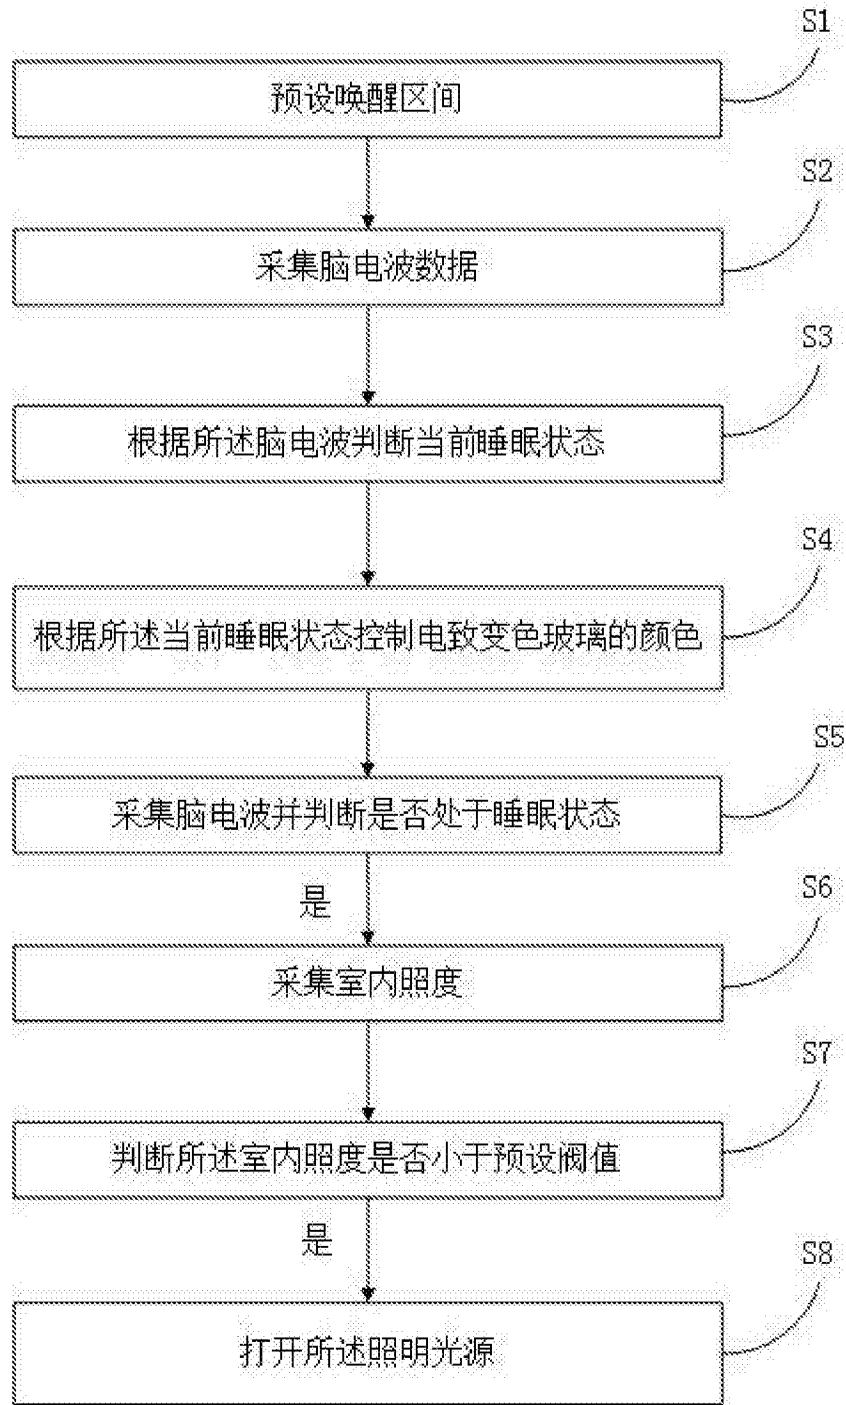 S1
预设唤醒区间
S2
采集脑电波数据
S3
根据所述脑电波判断当前睡眠状态
S4
根据所述当前睡眠状态控制电致变色玻璃的颜色
S5
采集脑电波并判断是否处于睡眠状态
是
S6
采集室内照度
S7
判断所述室内照度是否小于预设阀值
是
S8
打开所述照明光源